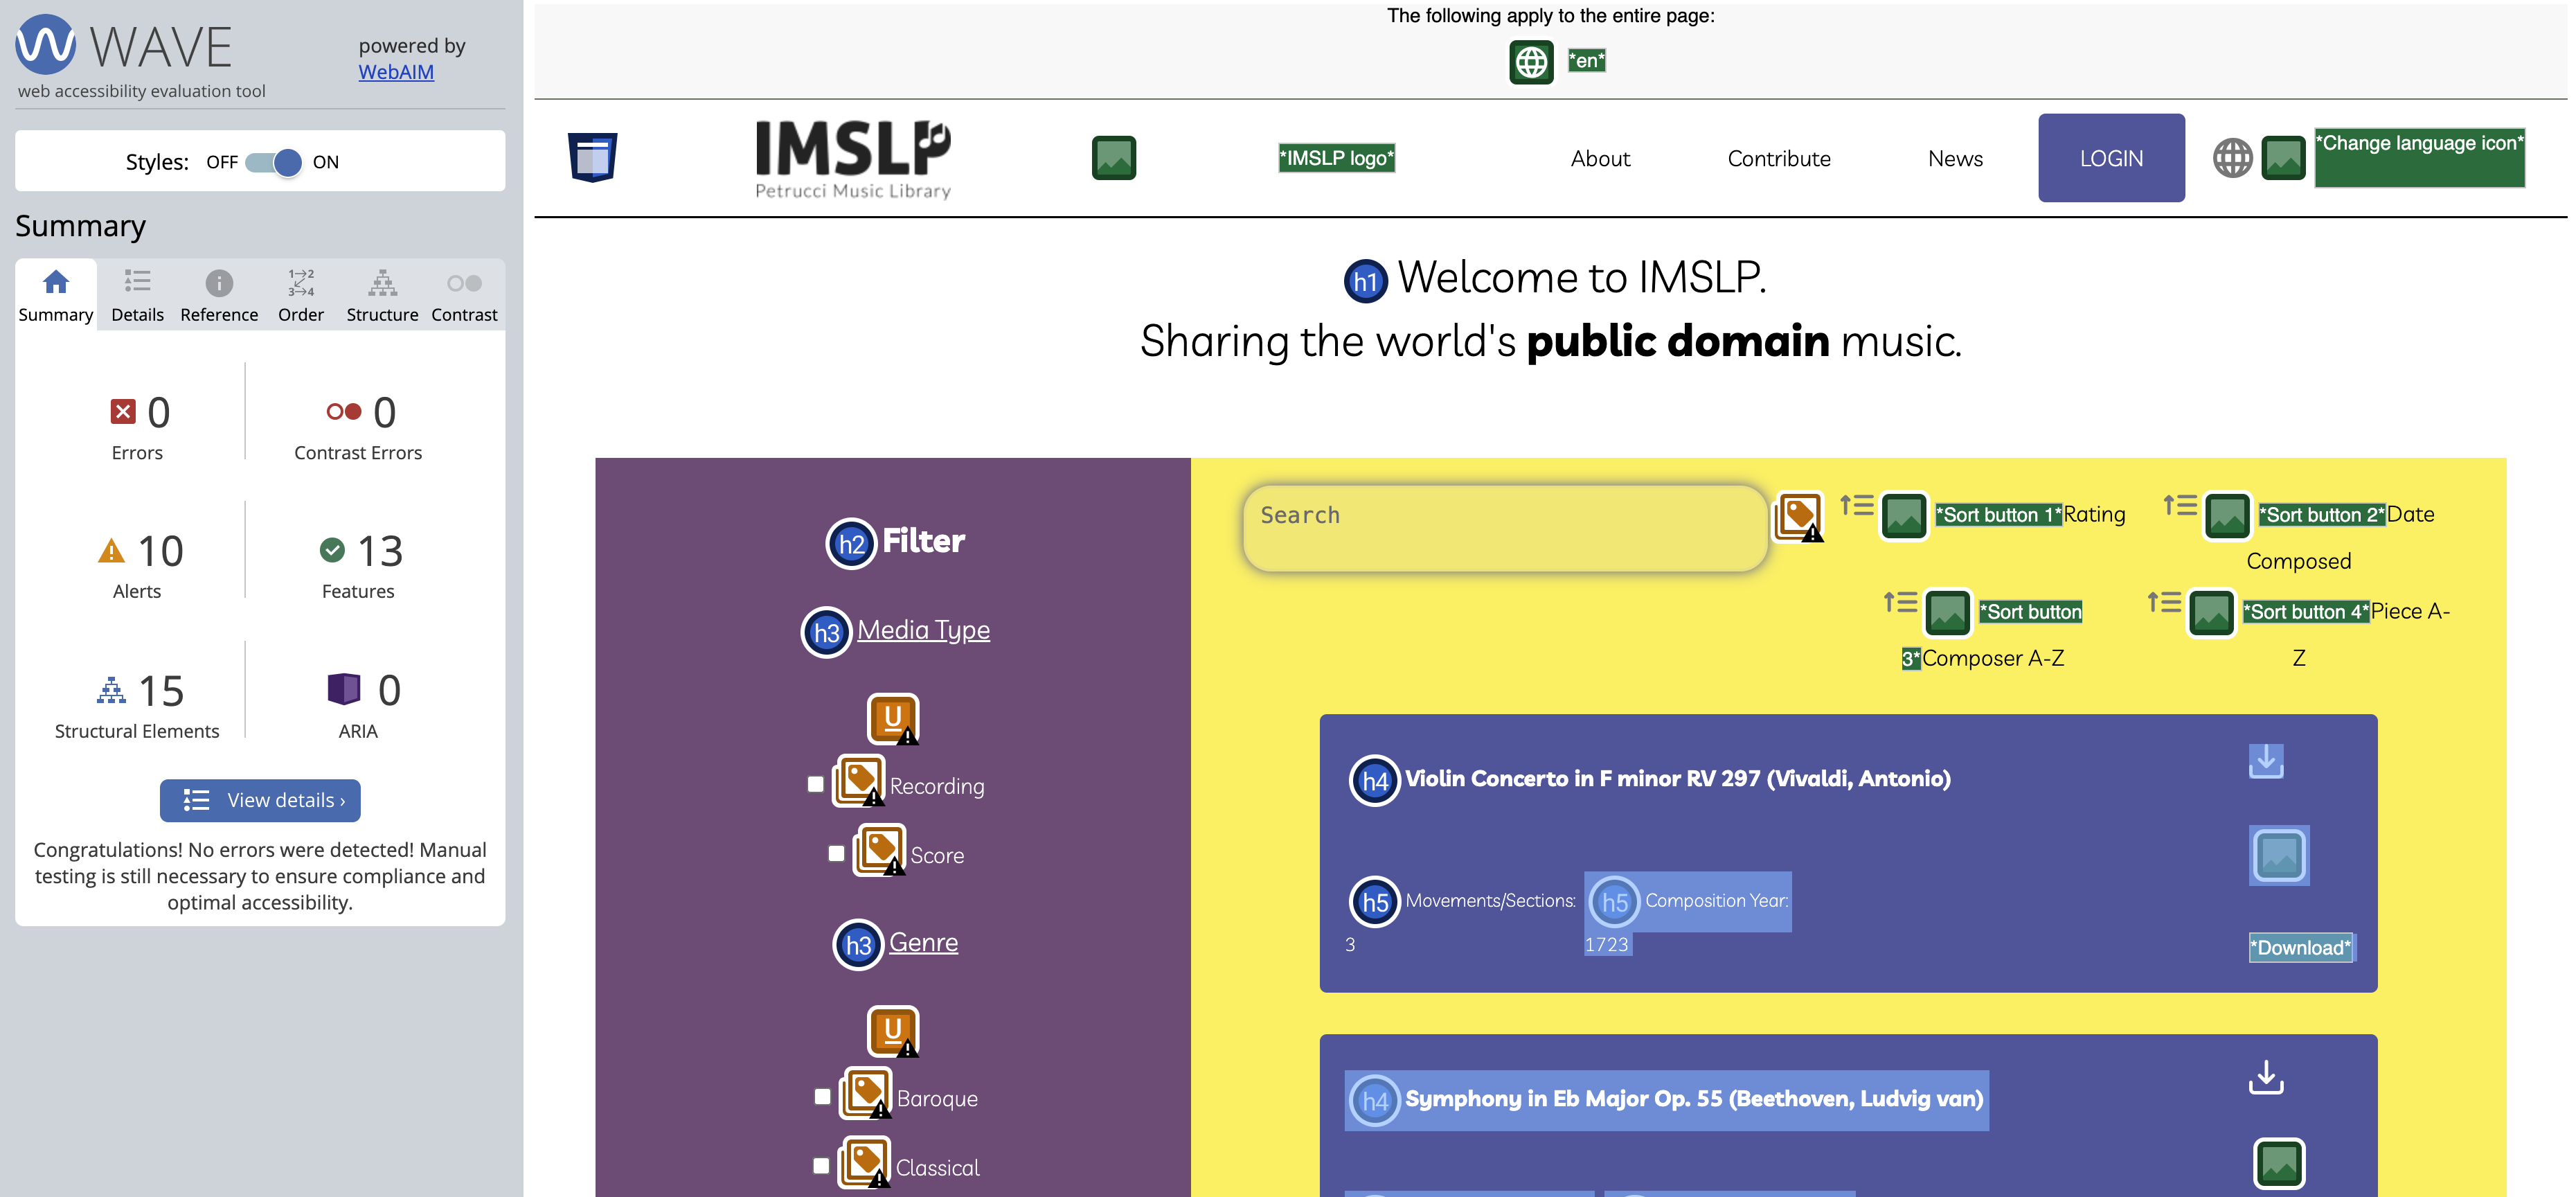 WAVE
powered by
WebAIM
web accessibility evaluation tool
Styles: OFF ON
Summary
Summary Details Reference Order Structure Contrast
0
Errors
0
Contrast Errors
10
Alerts
13
Features
15
Structural Elements
0
ARIA
View details ›
Congratulations! No errors were detected! Manual
testing is still necessary to ensure compliance and
optimal accessibility.
The following apply to the entire page:
*en*
IMSLP
Petrucci Music Library
*IMSLP logo*
About
Contribute
News
LOGIN
*Change language icon*
h1 Welcome to IMSLP.
Sharing the world's public domain music.
h2 Filter
h3 Media Type
U
Recording
Score
h3 Genre
U
Baroque
Classical
Search
*Sort button 1*Rating
*Sort button 2*Date
Composed
*Sort button
3*Composer A-Z
*Sort button 4*Piece A-
Z
h4 Violin Concerto in F minor RV 297 (Vivaldi, Antonio)
h5 Movements/Sections:
3
h5 Composition Year:
1723
*Download*
h4 Symphony in Eb Major Op. 55 (Beethoven, Ludvig van)